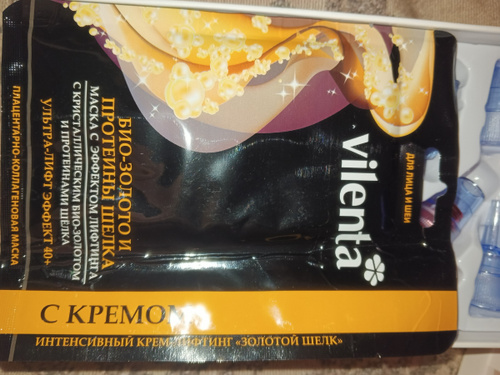 ДЛЯ ЛИЦА И ШЕИ
vilenta
БИО-ЗОЛОТО И
ПРОТЕИНЫ ШЕЛКА
МАСКА С ЭФФЕКТОМ ЛИФТИНГА
С КРИСТАЛЛИЧЕСКИМ БИО-ЗОЛОТОМ
И ПРОТЕИНАМИ ШЕЛКА
УЛЬТРА-ЛИФТ ЭФФЕКТ 40+
ПЛАЦЕНТАРНО-КОЛЛАГЕНОВАЯ МАСКА
С КРЕМОМ
ИНТЕНСИВНЫЙ КРЕМ-ЛИФТИНГ «ЗОЛОТОЙ ШЕЛК»